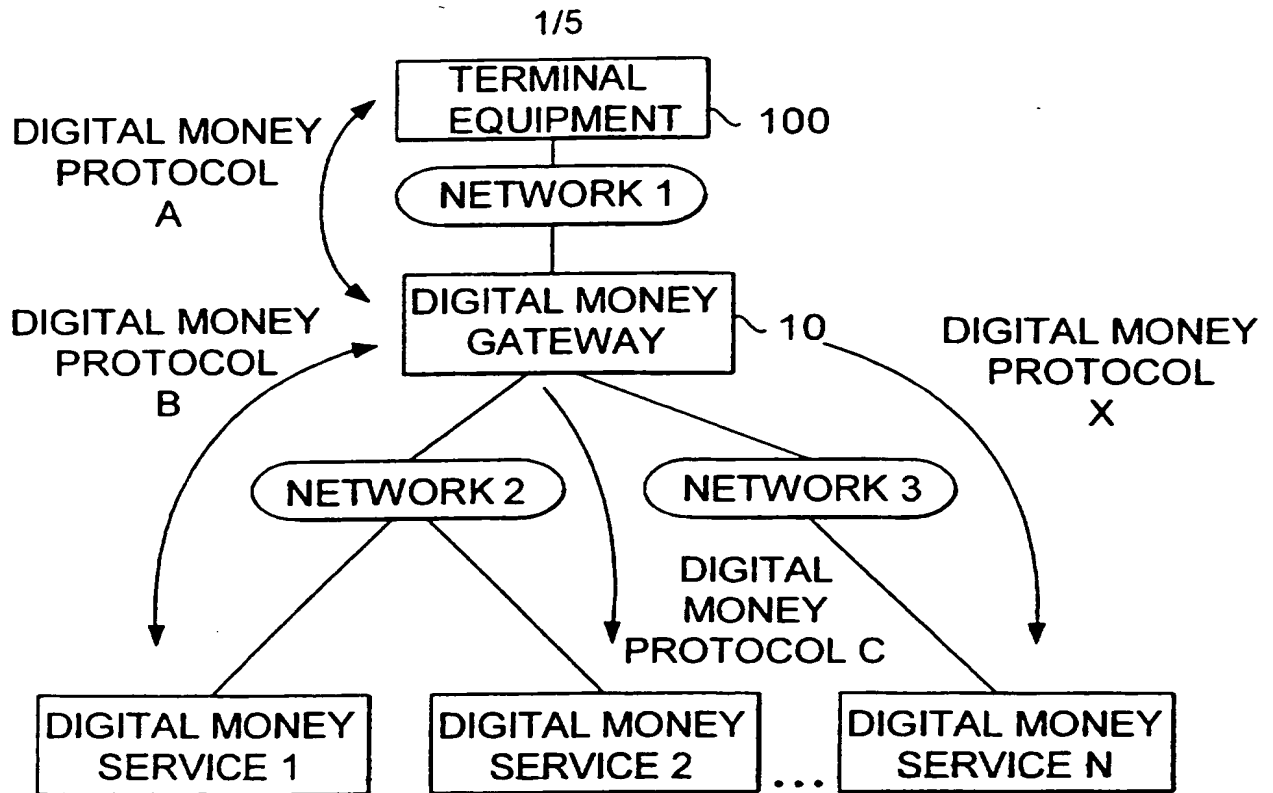 1/5
TERMINAL
EQUIPMENT
100
DIGITAL MONEY
PROTOCOL
A
NETWORK 1
DIGITAL MONEY
GATEWAY
10
DIGITAL MONEY
PROTOCOL
B
DIGITAL MONEY
PROTOCOL
X
NETWORK 2
NETWORK 3
DIGITAL
MONEY
PROTOCOL C
DIGITAL MONEY
SERVICE 1
DIGITAL MONEY
SERVICE 2
...
DIGITAL MONEY
SERVICE N